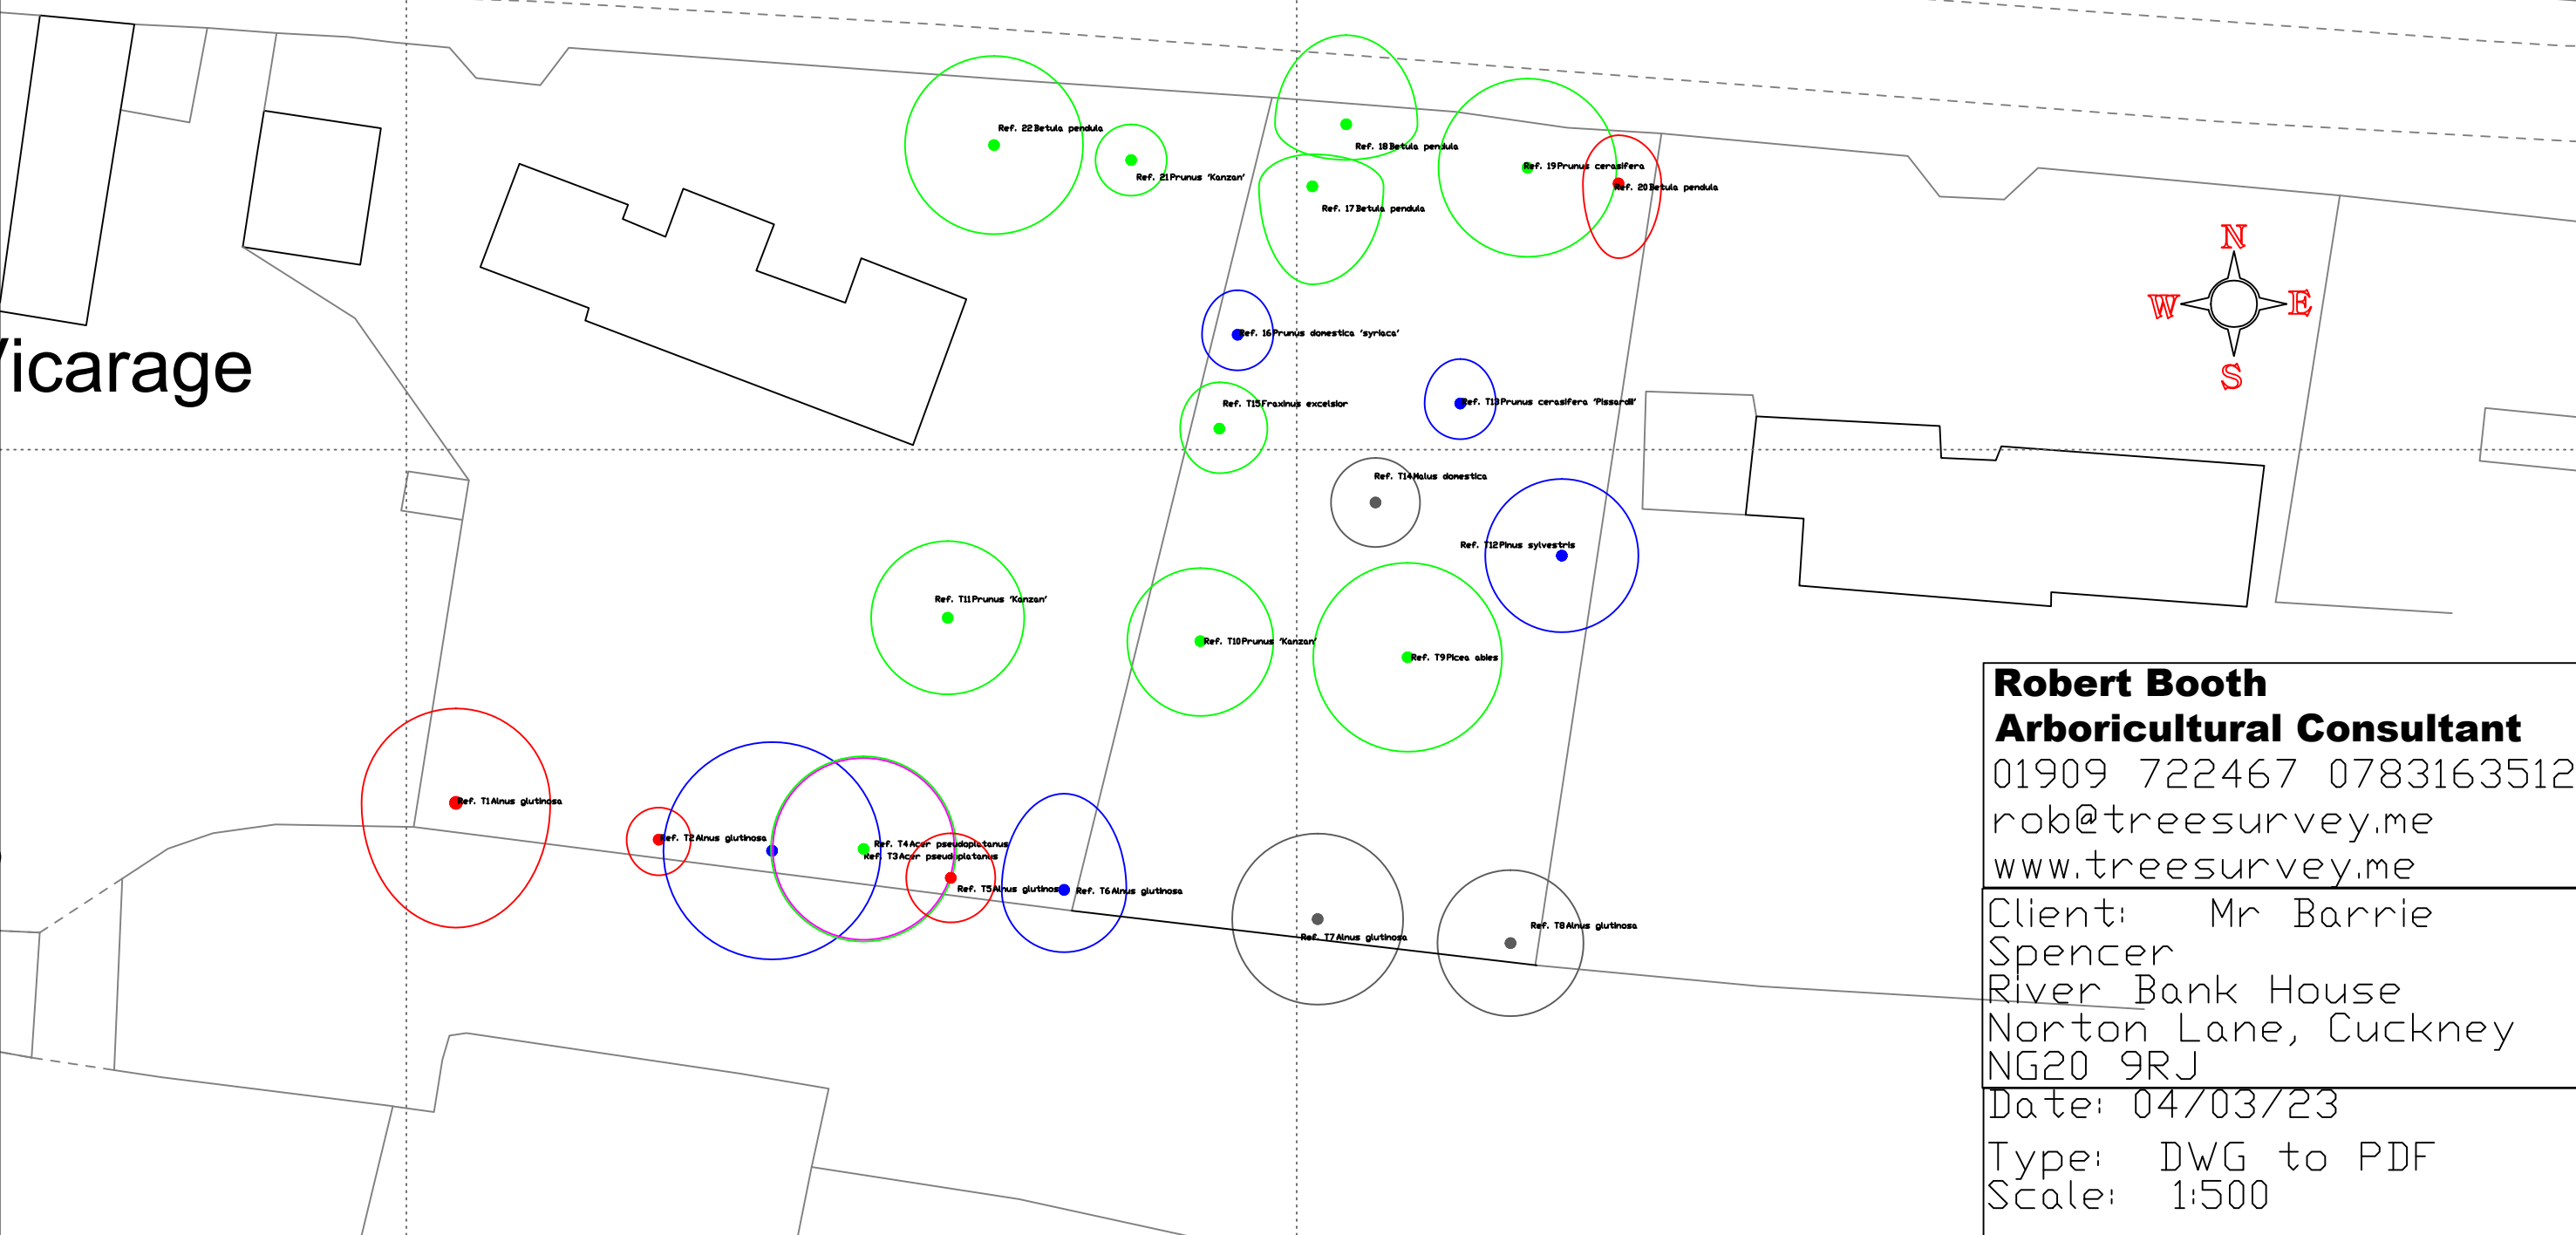 Ref. 22 Betula pendula
Ref. 21 Prunus 'Kanzan'
Ref. 18 Betula pendula
Ref. 19 Prunus cerasifera
Ref. 20 Betula pendula
Ref. 17 Betula pendula
N
W
E
S
Ref. 16 Prunus domestica 'syriaca'
icarage
Ref. T15 Fraxinus excelsior
Ref. T13 Prunus cerasifera 'Pissardii'
Ref. T14 Malus domestica
Ref. T12 Pinus sylvestris
Ref. T11 Prunus 'Kanzan'
Ref. T10 Prunus 'Kanzan'
Ref. T9 Picea abies
Ref. T1 Alnus glutinosa
Ref. T2 Alnus glutinosa
Ref. T4 Acer pseudoplatanus
Ref. T3 Acer pseudoplatanus
Ref. T5 Alnus glutinosa
Ref. T6 Alnus glutinosa
Ref. T7 Alnus glutinosa
Ref. T8 Alnus glutinosa
Robert Booth
Arboricultural Consultant
01909 722467 0783163512
rob@treesurvey.me
www.treesurvey.me
Client: Mr Barrie
Spencer
River Bank House
Norton Lane, Cuckney
NG20 9RJ
Date: 04/03/23
Type: DWG to PDF
Scale: 1:500